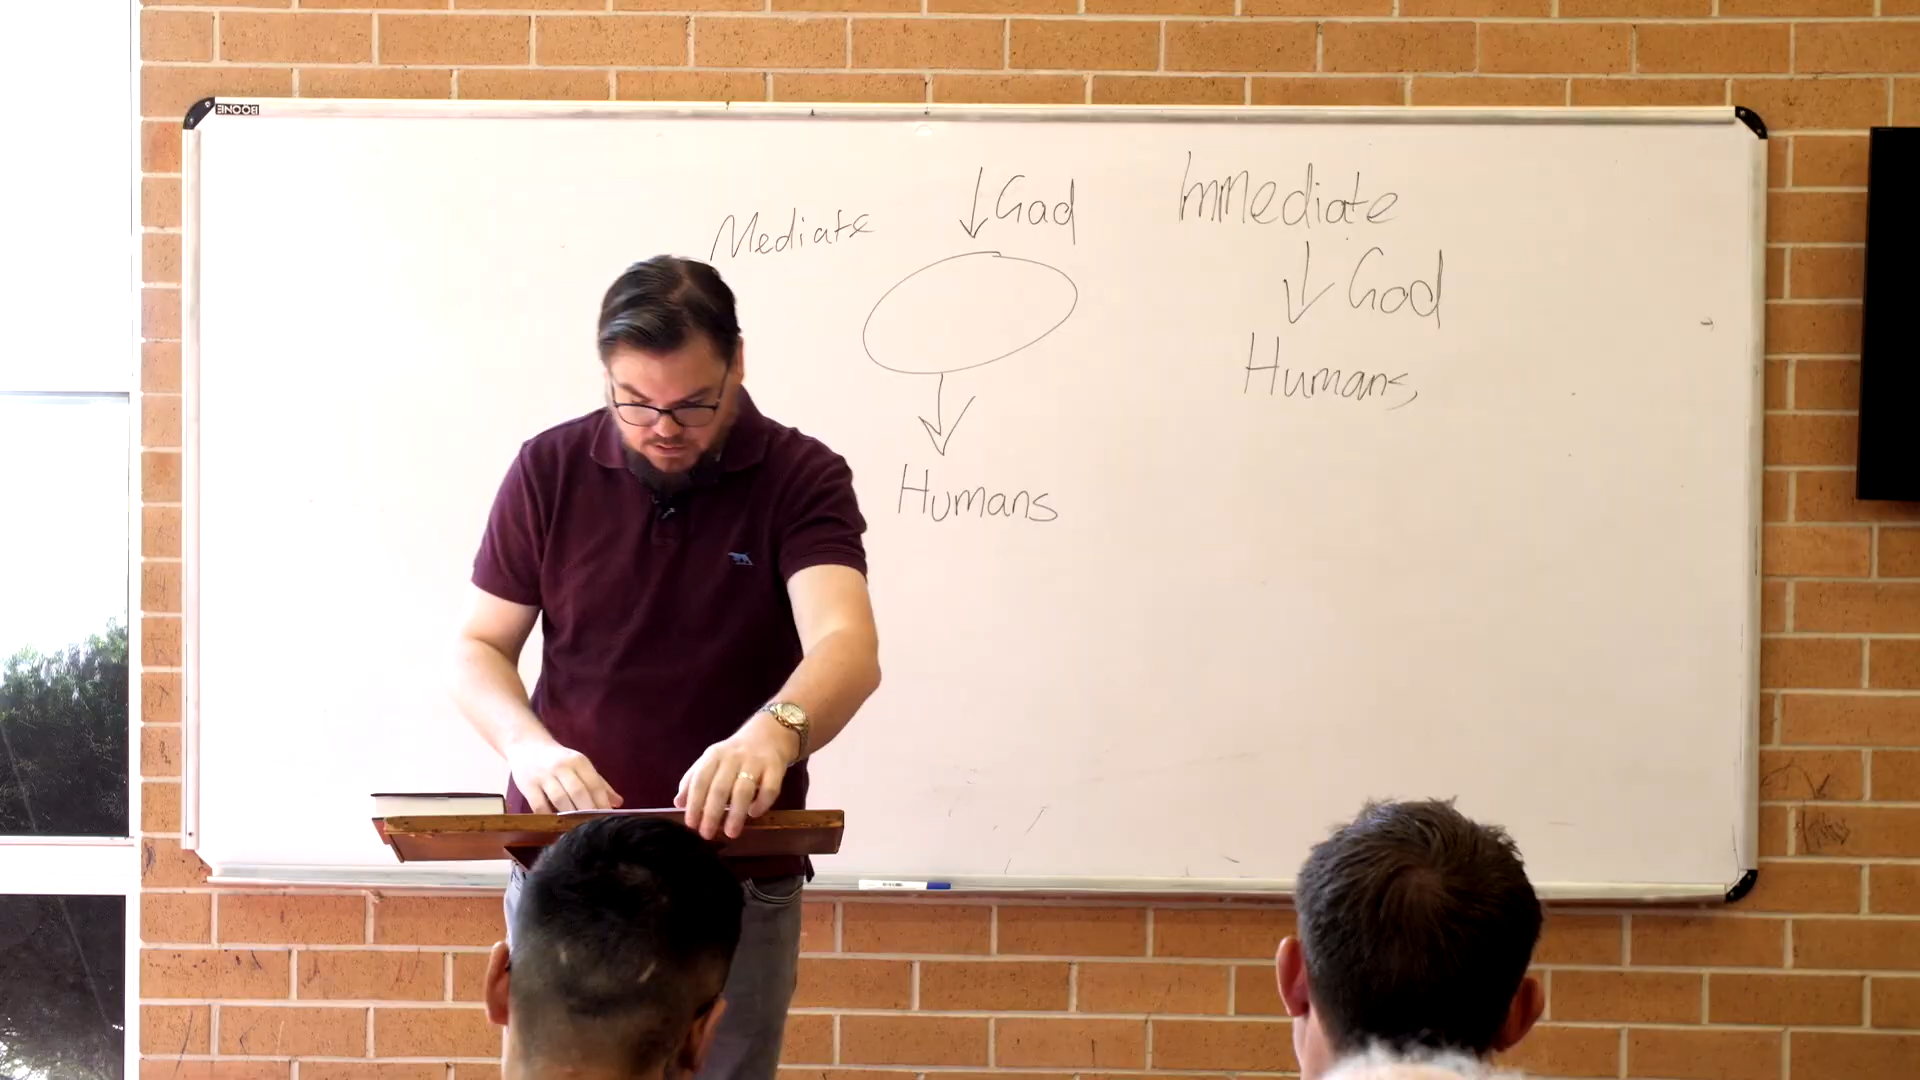 BOONE
Mediate
God
Humans
Immediate
God
Humans